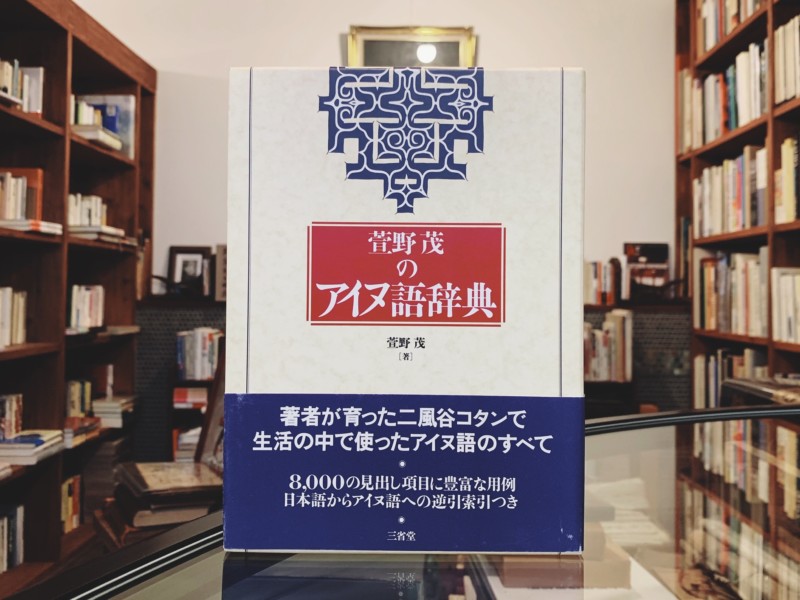 萱野 茂
の
アイヌ語辞典
萱野 茂
[著]
著者が育った二風谷コタンで
生活の中で使ったアイヌ語のすべて
8,000の見出し項目に豊富な用例
日本語からアイヌ語への逆引索引つき
三省堂